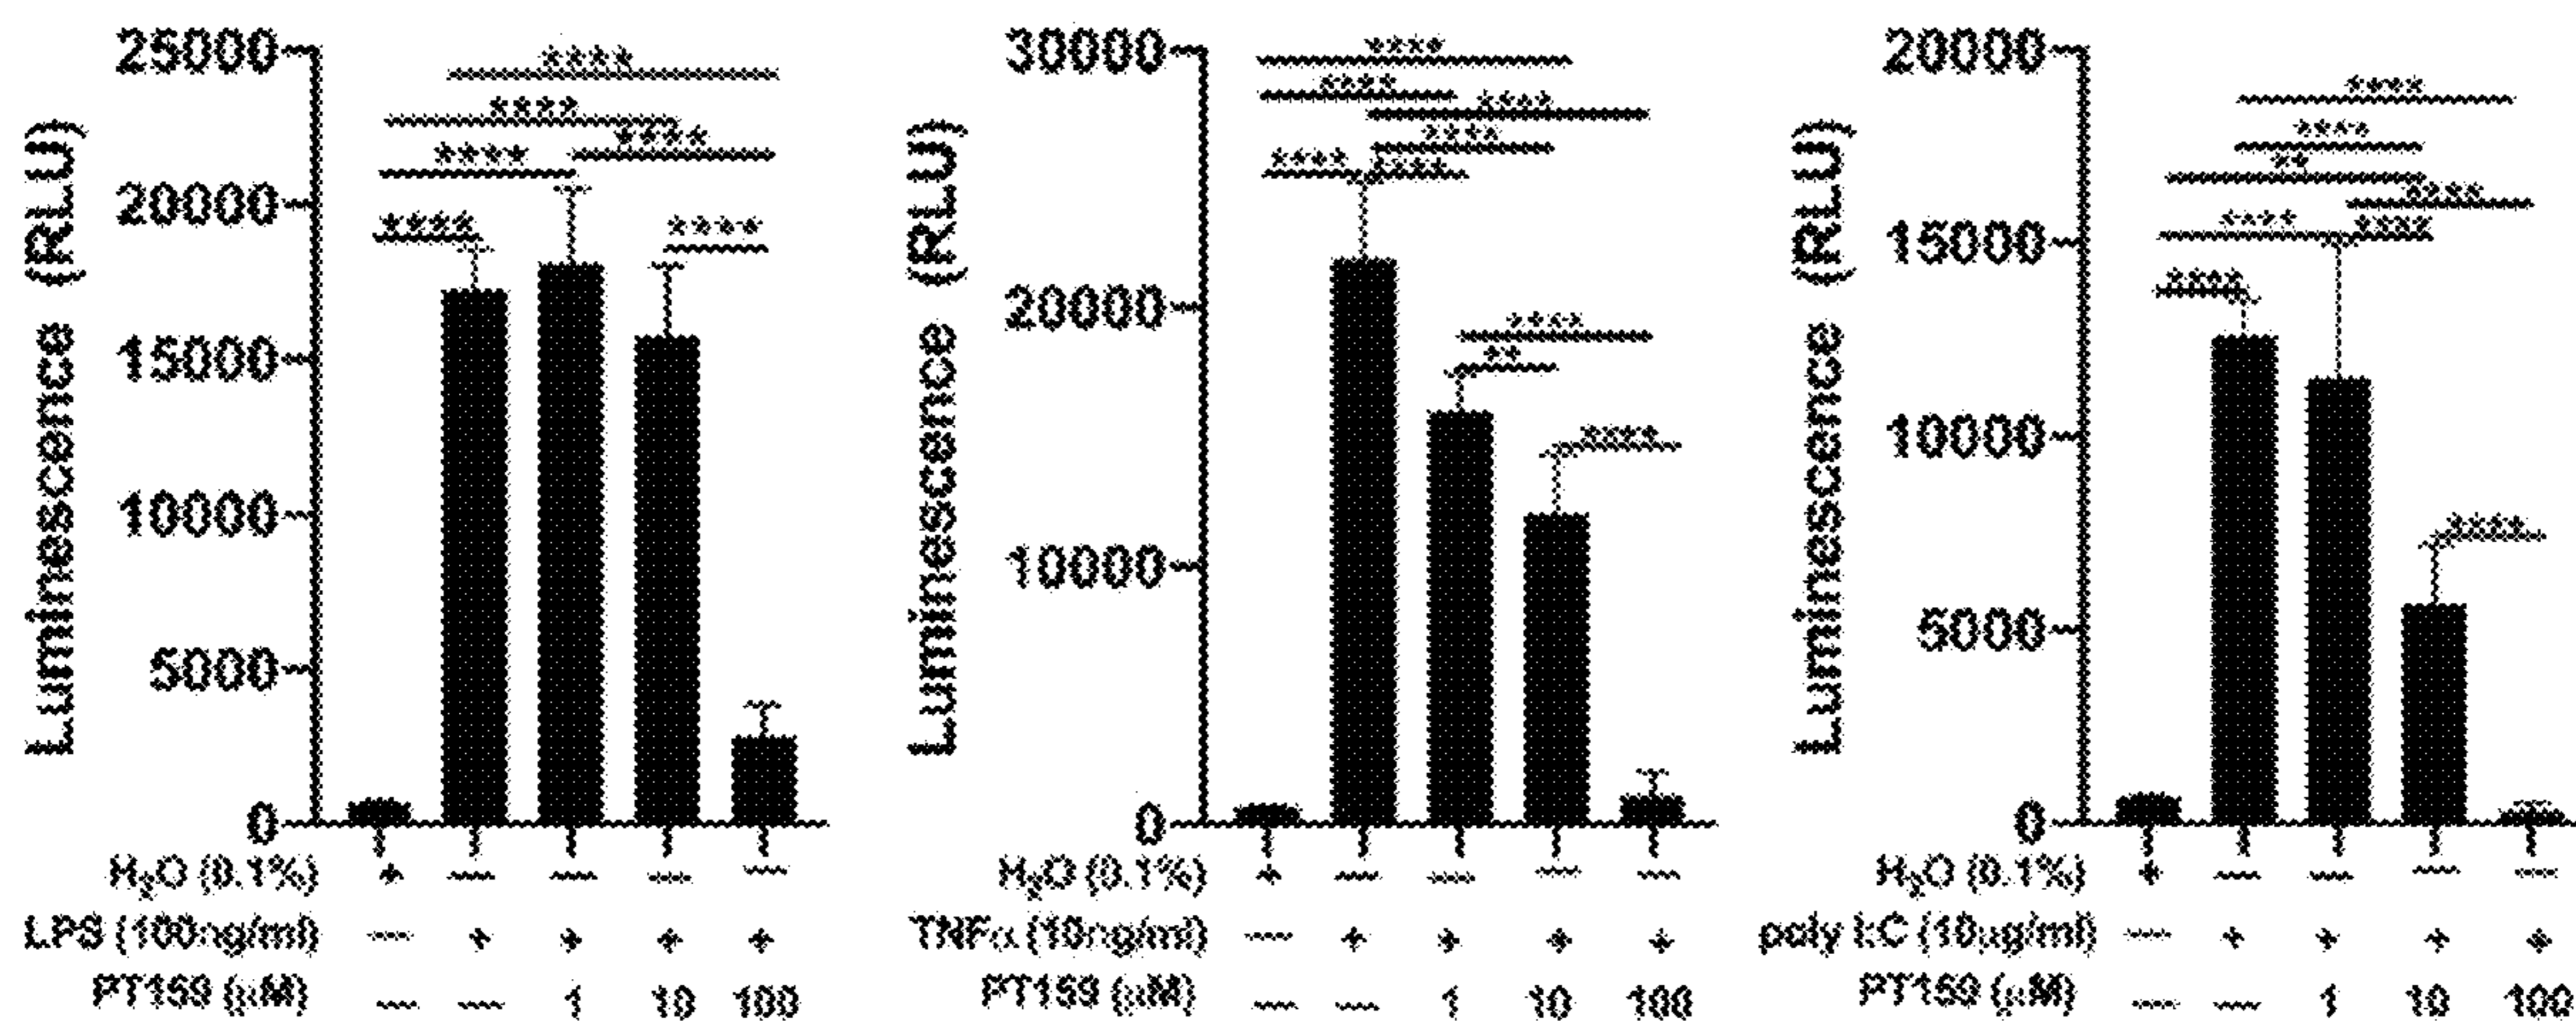 Luminescence (RLU)
25000
20000
15000
10000
5000
0
**** **** **** **** **** ****
H₂O (0.1%) + — — — —
LPS (100ng/ml) — + + + +
PT159 (μM) — — 1 10 100
Luminescence (RLU)
30000
20000
10000
0
**** **** **** **** **** **** **** ** ****
H₂O (0.1%) + — — — —
TNFα (10ng/ml) — + + + +
PT159 (μM) — — 1 10 100
Luminescence (RLU)
20000
15000
10000
5000
0
**** **** ** **** **** **** **** ****
H₂O (0.1%) + — — — —
poly I:C (10μg/ml) — + + + +
PT159 (μM) — — 1 10 100